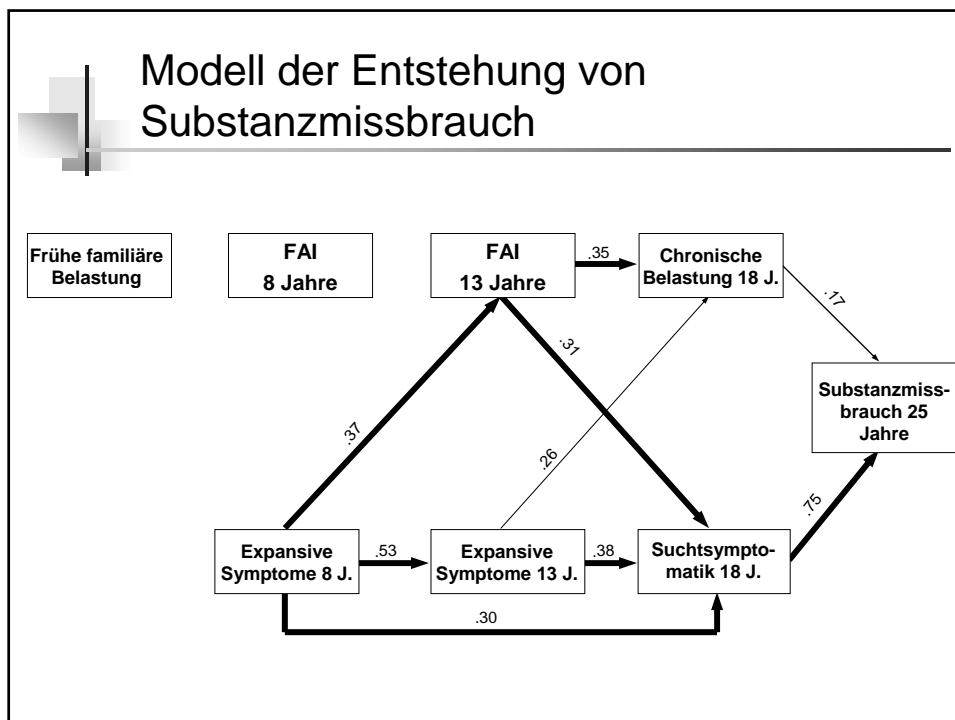 Modell der Entstehung von
Substanzmissbrauch
Frühe familiäre
Belastung
FAI
8 Jahre
FAI
13 Jahre
.35
Chronische
Belastung 18 J.
.17
.31
Substanzmiss-
brauch 25
Jahre
.37
.26
.75
Expansive
Symptome 8 J.
.53
Expansive
Symptome 13 J.
.38
Suchtsympto-
matik 18 J.
.30